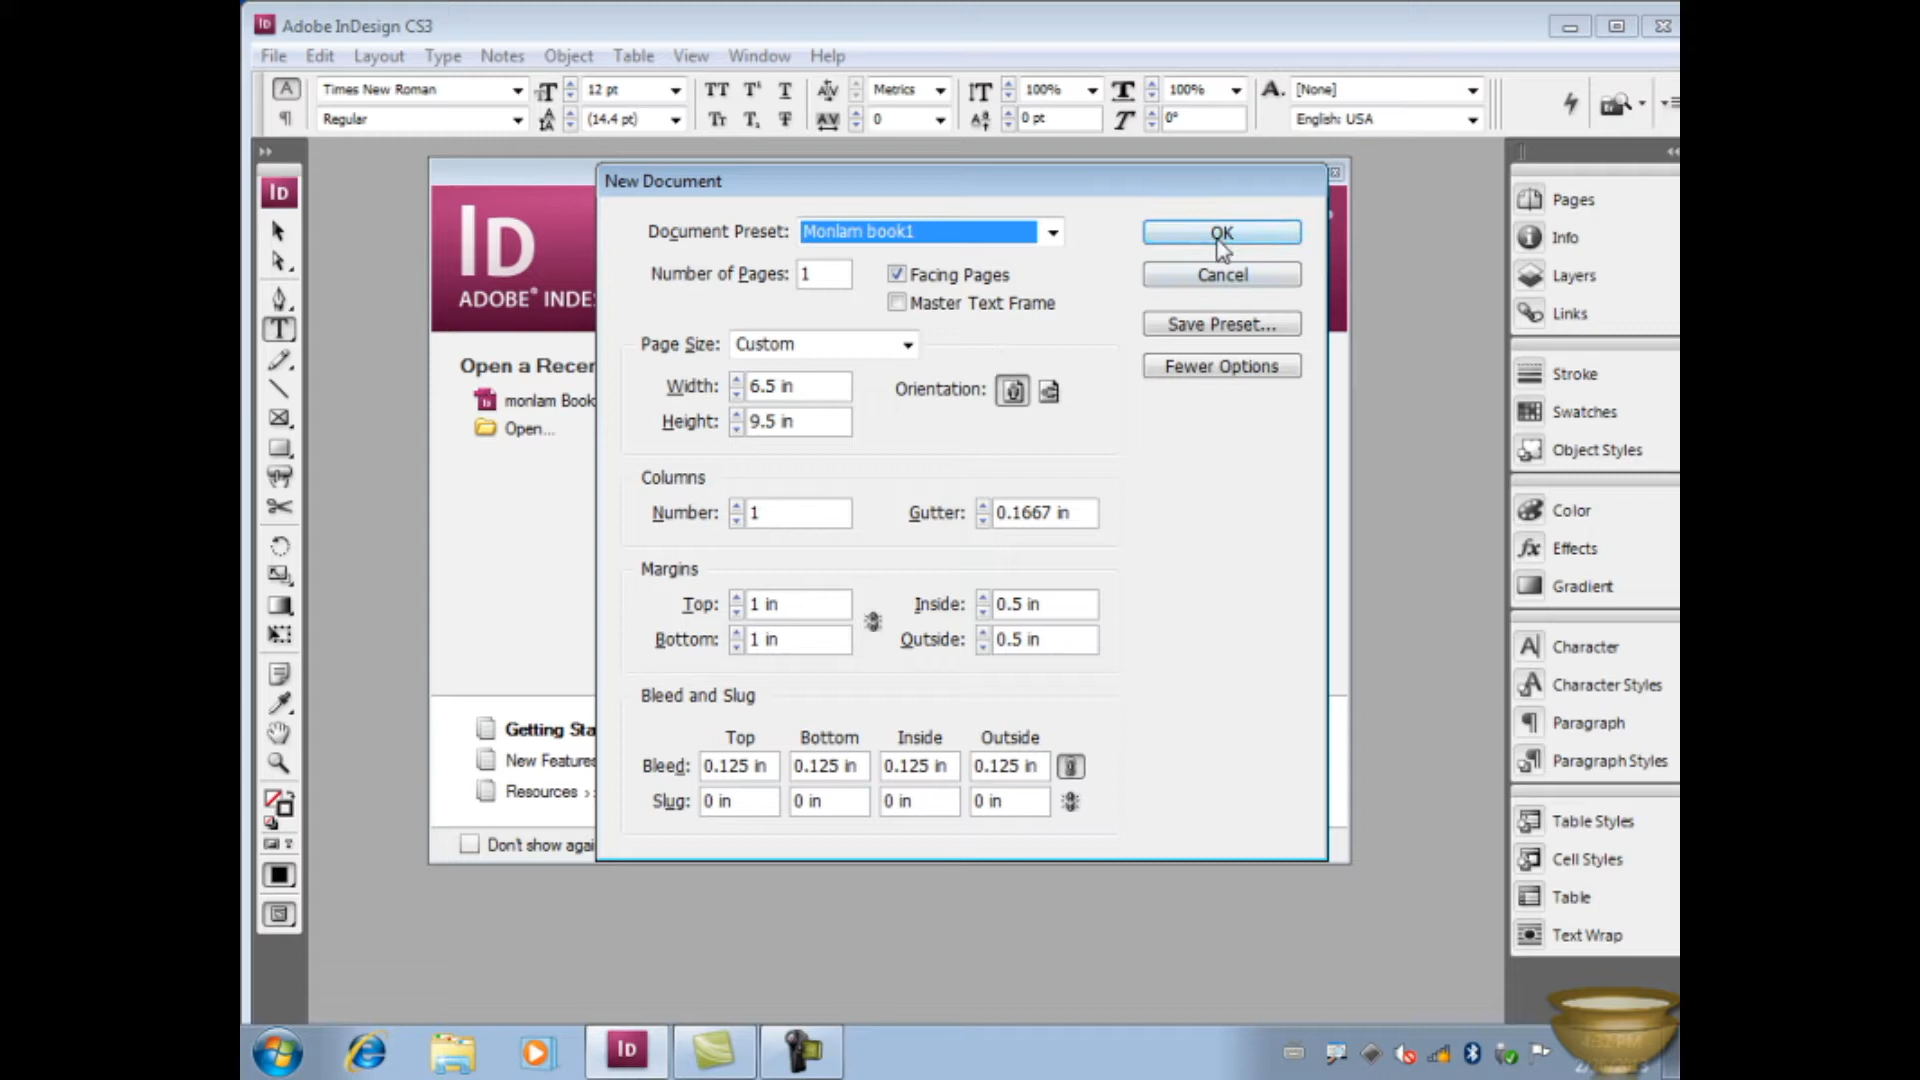 Adobe InDesign CS3
File Edit Layout Type Notes Object Table View Window Help
Times New Roman 12 pt Metrics 100% 100% [None]
Regular (14.4 pt) 0 0 pt 0° English: USA
New Document
Document Preset: Monlam book1 OK
Number of Pages: 1 Facing Pages Cancel
Master Text Frame
Save Preset...
Page Size: Custom
Fewer Options
Width: 6.5 in Orientation:
Height: 9.5 in
Columns
Number: 1 Gutter: 0.1667 in
Margins
Top: 1 in Inside: 0.5 in
Bottom: 1 in Outside: 0.5 in
Bleed and Slug
Top Bottom Inside Outside
Bleed: 0.125 in 0.125 in 0.125 in 0.125 in
Slug: 0 in 0 in 0 in 0 in
ID
ADOBE® INDE
Open a Recen
monlam Book
Open...
Getting Sta
New Feature
Resources >
Don't show agai
Pages
Info
Layers
Links
Stroke
Swatches
Object Styles
Color
Effects
Gradient
Character
Character Styles
Paragraph
Paragraph Styles
Table Styles
Cell Styles
Table
Text Wrap